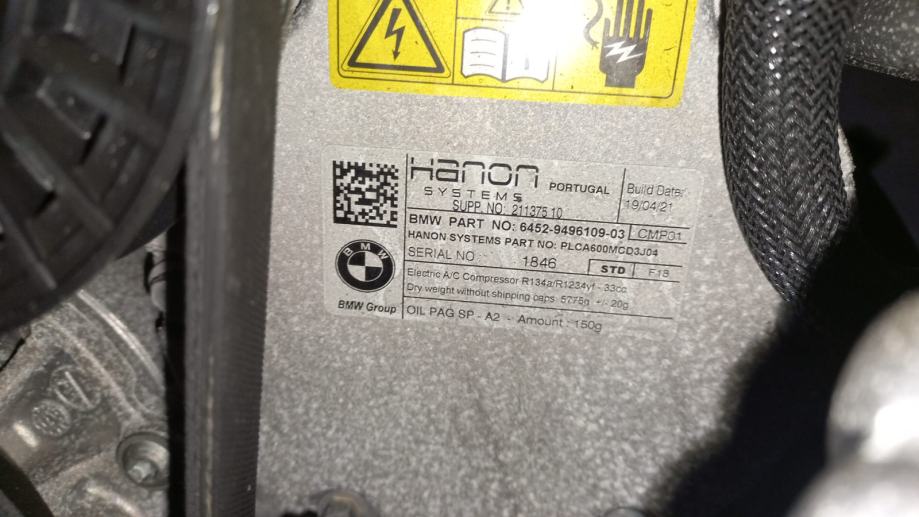 Hanon
SYSTEMS
PORTUGAL
Build Date:
19/04/21
SUPP. NO: 211375 10
BMW PART NO: 6452-9496109-03
CMP31
HANON SYSTEMS PART NO: PLCA600MCD3J04
SERIAL NO :
1846
STD
F18
Electric A/C Compressor R134a/R1234yf - 33cc
Dry weight without shipping caps 5775g +/- 20g
OIL PAG SP - A2 - Amount : 150g
BMW
BMW Group